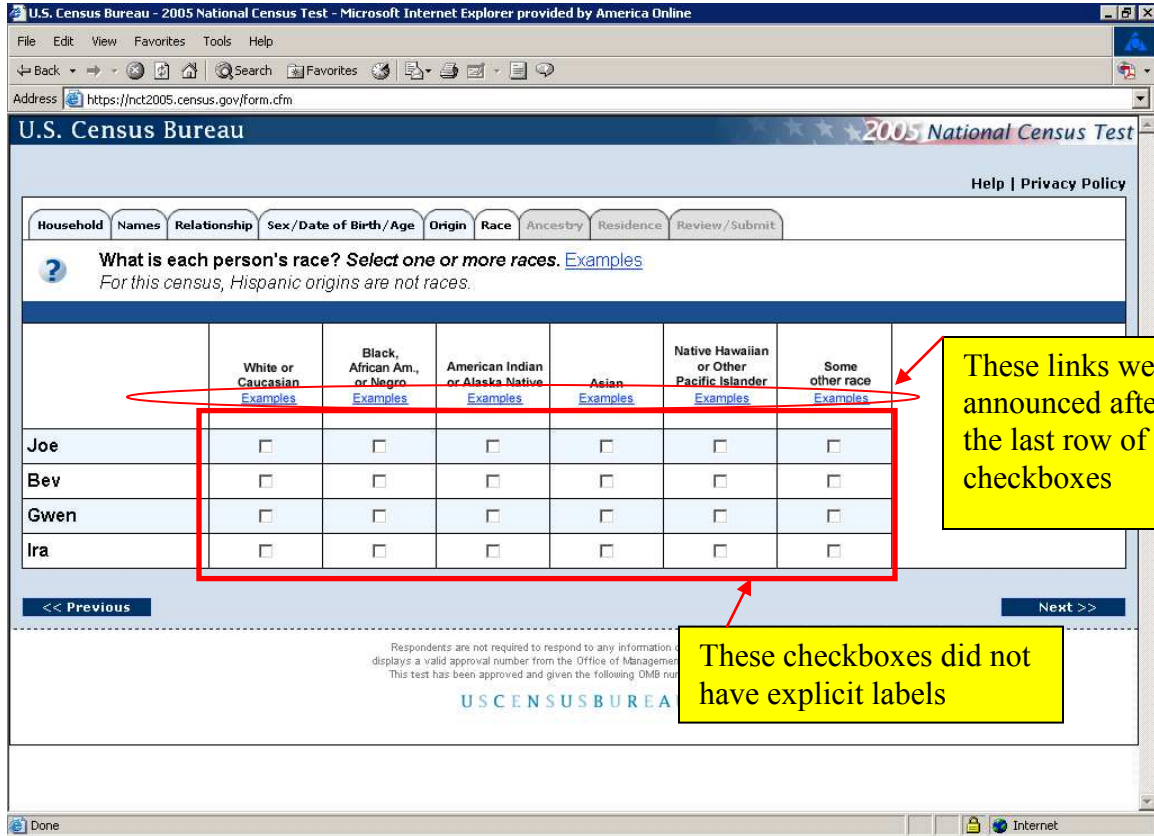 U.S. Census Bureau - 2005 National Census Test - Microsoft Internet Explorer provided by America Online
File Edit View Favorites Tools Help
Back Search Favorites
Address https://nct2005.census.gov/form.cfm
U.S. Census Bureau 2005 National Census Test
Help | Privacy Policy
Household Names Relationship Sex/Date of Birth/Age Origin Race Ancestry Residence Review/Submit
? What is each person's race? Select one or more races. Examples
For this census, Hispanic origins are not races.
White or
Caucasian
Examples
Black,
African Am.,
or Negro
Examples
American Indian
or Alaska Native
Examples
Asian
Examples
Native Hawaiian
or Other
Pacific Islander
Examples
Some
other race
Examples
These links we
announced afte
the last row of
checkboxes
Joe
Bev
Gwen
Ira
<< Previous Next >>
Respondents are not required to respond to any information
displays a valid approval number from the Office of Managemen
This test has been approved and given the following OMB nu
USCENSUSBUREA
These checkboxes did not
have explicit labels
Done Internet